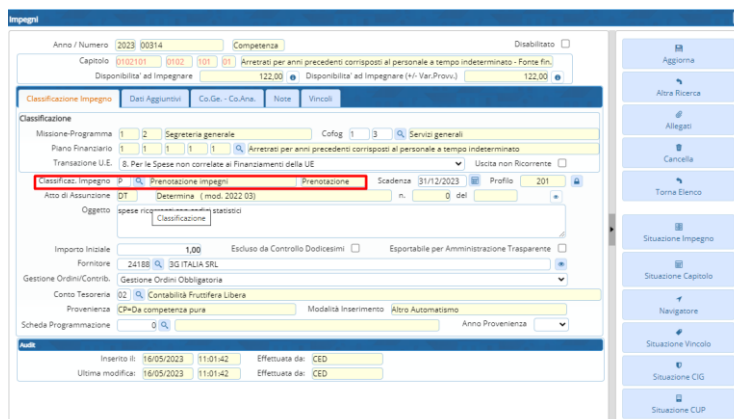 Impegni
Anno / Numero 2023 00314 Competenza Disabilitato
Capitolo 0102101 0102 101 01 Arretrati per anni precedenti corrisposti al personale a tempo indeterminato - Fonte fin.
Disponibilita' ad Impegnare 122,00 Disponibilita' ad Impegnare (+/- Var.Provv.) 122,00
Classificazione Impegno Dati Aggiuntivi Co.Ge. - Co.Ana. Note Vincoli
Classificazione
Missione-Programma 1 2 Segreteria generale Cofog 1 3 Servizi generali
Piano Finanziario 1 1 1 1 1 Arretrati per anni precedenti corrisposti al personale a tempo indeterminato
Transazione U.E. 8. Per le Spese non correlate ai Finanziamenti della UE Uscita non Ricorrente
Classificaz. Impegno P Prenotazione impegni Prenotazione Scadenza 31/12/2023 Profilo 201
Atto di Assunzione DT Determina ( mod. 2022 03) n. 0 del
Oggetto spese statistici
Classificazione
Importo Iniziale 1,00 Escluso da Controllo Dodicesimi Esportabile per Amministrazione Trasparente
Fornitore 24188 3G ITALIA SRL
Gestione Ordini/Contrib. Gestione Ordini Obbligatoria
Conto Tesoreria 02 Contabilità Fruttifera Libera
Provenienza CP=Da competenza pura Modalità Inserimento Altro Automatismo
Scheda Programmazione 0 Anno Provenienza
Audit
Inserito il: 16/05/2023 11:01:42 Effettuata da: CED
Ultima modifica: 16/05/2023 11:01:42 Effettuata da: CED
Aggiorna
Altra Ricerca
Allegati
Cancella
Torna Elenco
Situazione Impegno
Situazione Capitolo
Navigatore
Situazione Vincolo
Situazione CIG
Situazione CUP